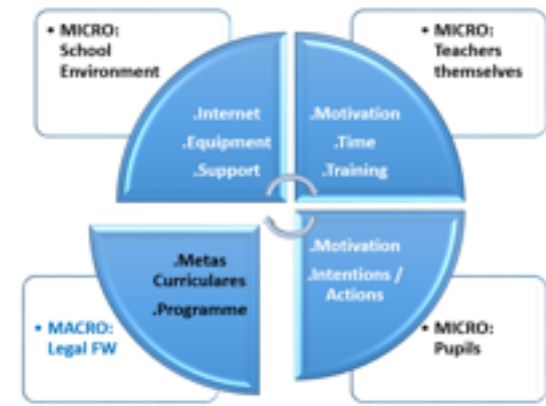 • MICRO:
School
Environment
• MICRO:
Teachers
themselves
.Internet
.Equipment
.Support
.Motivation
.Time
.Training
.Metas
Curriculares
.Programme
.Motivation
.Intentions /
Actions
• MACRO:
Legal FW
• MICRO:
Pupils